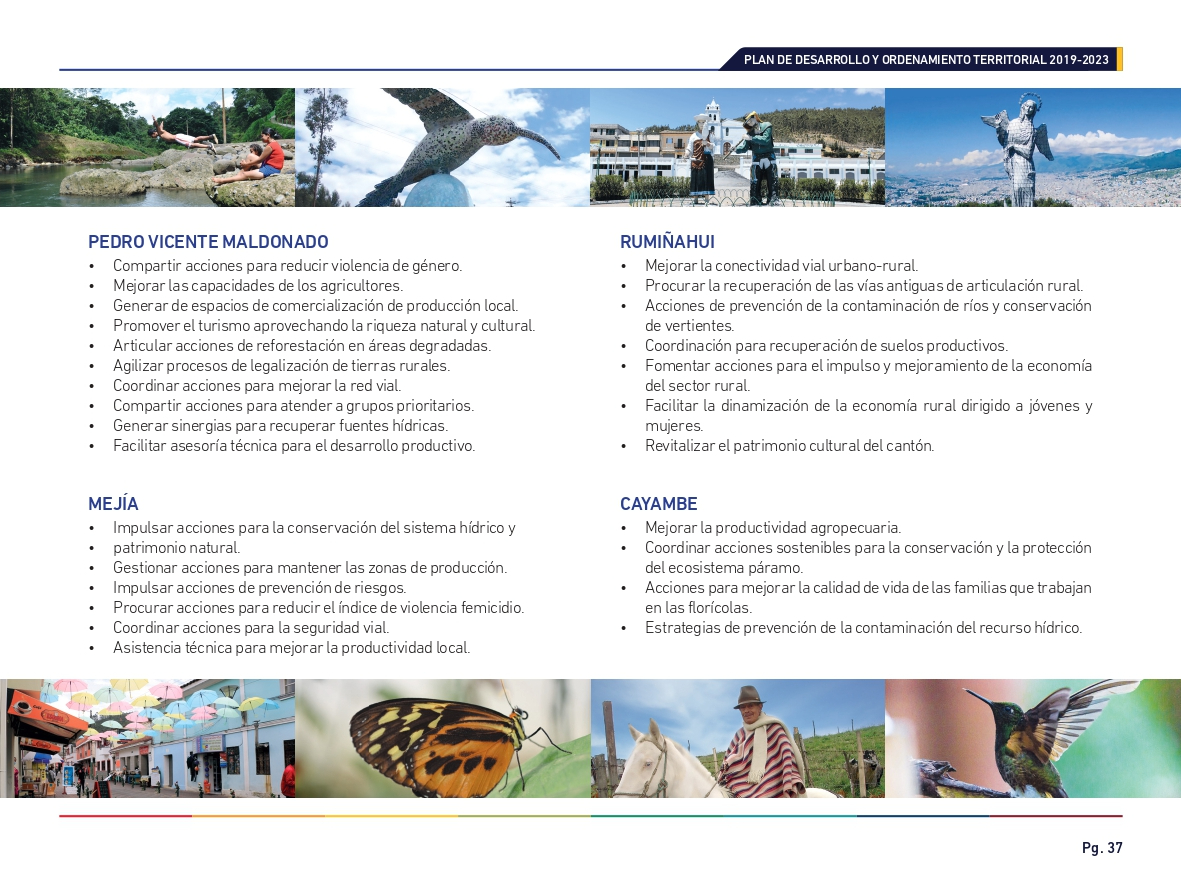 PLAN DE DESARROLLO Y ORDENAMIENTO TERRITORIAL 2019-2023
PEDRO VICENTE MALDONADO
• Compartir acciones para reducir violencia de género.
• Mejorar las capacidades de los agricultores.
• Generar de espacios de comercialización de producción local.
• Promover el turismo aprovechando la riqueza natural y cultural.
• Articular acciones de reforestación en áreas degradadas.
• Agilizar procesos de legalización de tierras rurales.
• Coordinar acciones para mejorar la red vial.
• Compartir acciones para atender a grupos prioritarios.
• Generar sinergias para recuperar fuentes hídricas.
• Facilitar asesoría técnica para el desarrollo productivo.
MEJÍA
• Impulsar acciones para la conservación del sistema hídrico y
• patrimonio natural.
• Gestionar acciones para mantener las zonas de producción.
• Impulsar acciones de prevención de riesgos.
• Procurar acciones para reducir el índice de violencia femicidio.
• Coordinar acciones para la seguridad vial.
• Asistencia técnica para mejorar la productividad local.
RUMIÑAHUI
• Mejorar la conectividad vial urbano-rural.
• Procurar la recuperación de las vías antiguas de articulación rural.
• Acciones de prevención de la contaminación de ríos y conservación
de vertientes.
• Coordinación para recuperación de suelos productivos.
• Fomentar acciones para el impulso y mejoramiento de la economía
del sector rural.
• Facilitar la dinamización de la economía rural dirigido a jóvenes y
mujeres.
• Revitalizar el patrimonio cultural del cantón.
CAYAMBE
• Mejorar la productividad agropecuaria.
• Coordinar acciones sostenibles para la conservación y la protección
del ecosistema páramo.
• Acciones para mejorar la calidad de vida de las familias que trabajan
en las florícolas.
• Estrategias de prevención de la contaminación del recurso hídrico.
Pg. 37